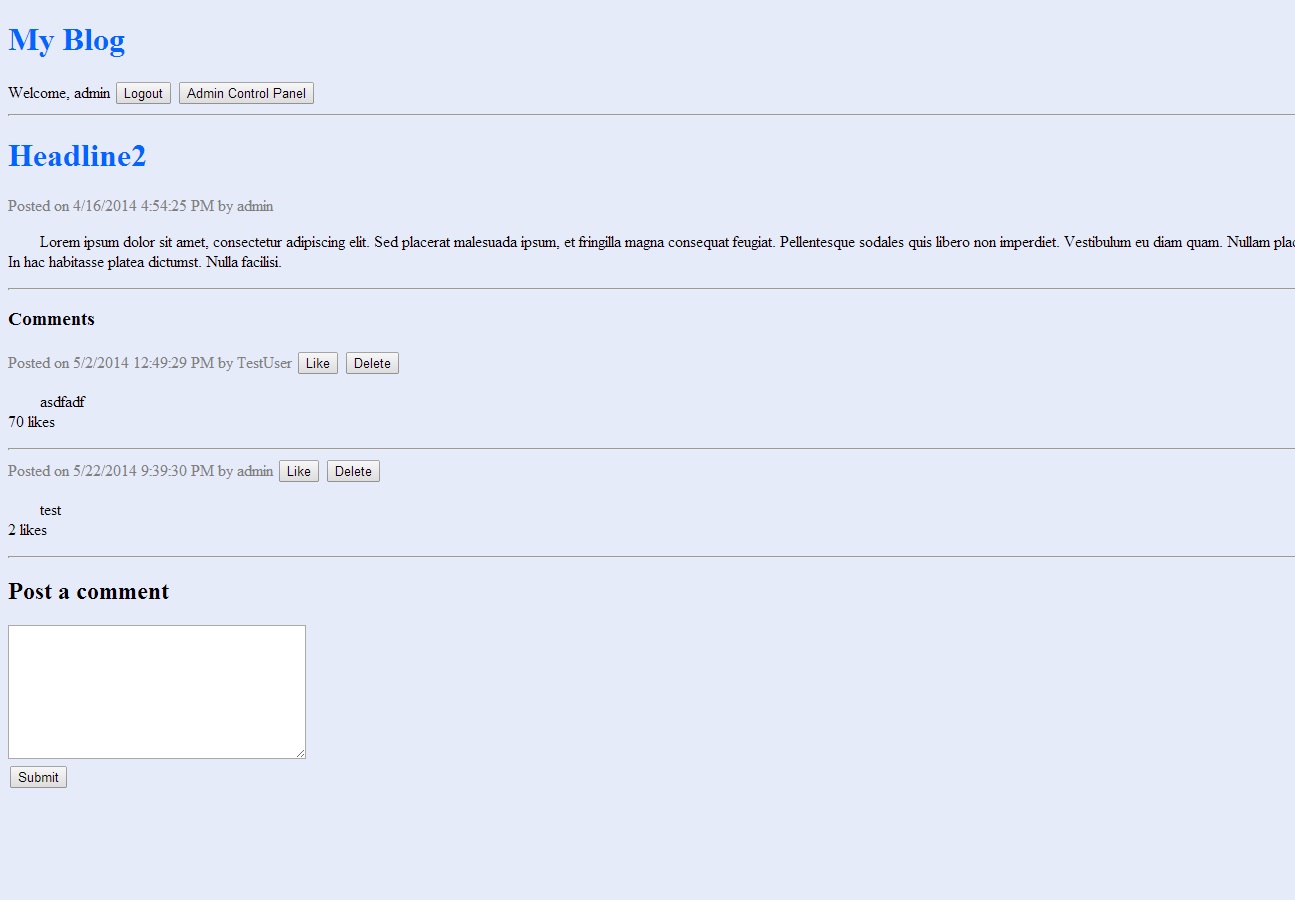 My Blog
Welcome, admin Logout Admin Control Panel
Headline2
Posted on 4/16/2014 4:54:25 PM by admin
Lorem ipsum dolor sit amet, consectetur adipiscing elit. Sed placerat malesuada ipsum, et fringilla magna consequat feugiat. Pellentesque sodales quis libero non imperdiet. Vestibulum eu diam quam. Nullam plac
In hac habitasse platea dictumst. Nulla facilisi.
Comments
Posted on 5/2/2014 12:49:29 PM by TestUser Like Delete
asdfadf
70 likes
Posted on 5/22/2014 9:39:30 PM by admin Like Delete
test
2 likes
Post a comment
Submit